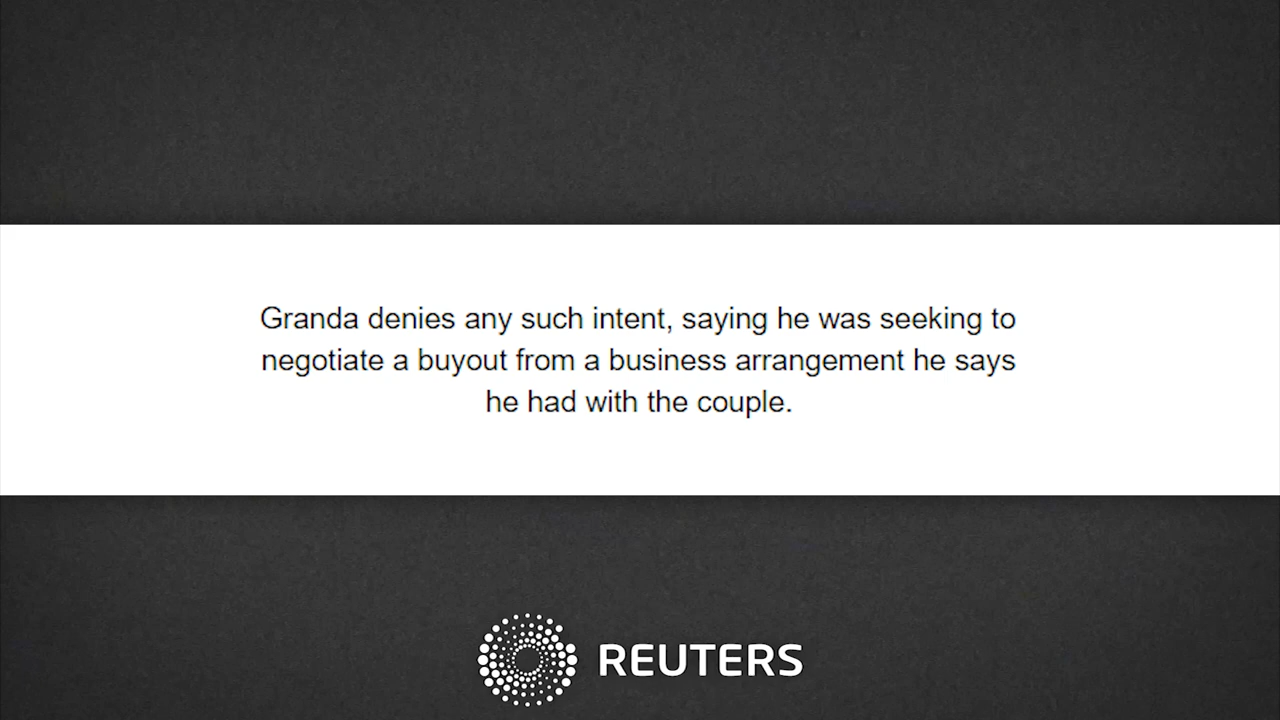 Granda denies any such intent, saying he was seeking to
negotiate a buyout from a business arrangement he says
he had with the couple.
REUTERS